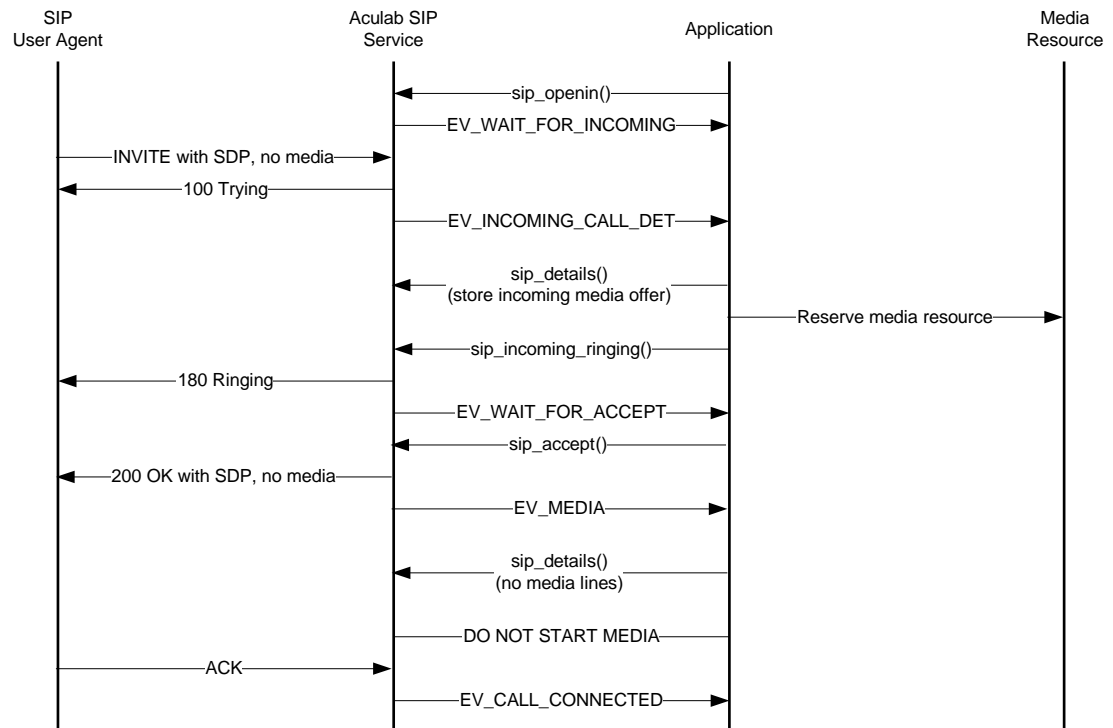 SIP
User Agent
Aculab SIP
Service
Application
Media
Resource
sip_openin()
EV_WAIT_FOR_INCOMING
INVITE with SDP, no media
100 Trying
EV_INCOMING_CALL_DET
sip_details()
(store incoming media offer)
Reserve media resource
sip_incoming_ringing()
180 Ringing
EV_WAIT_FOR_ACCEPT
sip_accept()
200 OK with SDP, no media
EV_MEDIA
sip_details()
(no media lines)
DO NOT START MEDIA
ACK
EV_CALL_CONNECTED